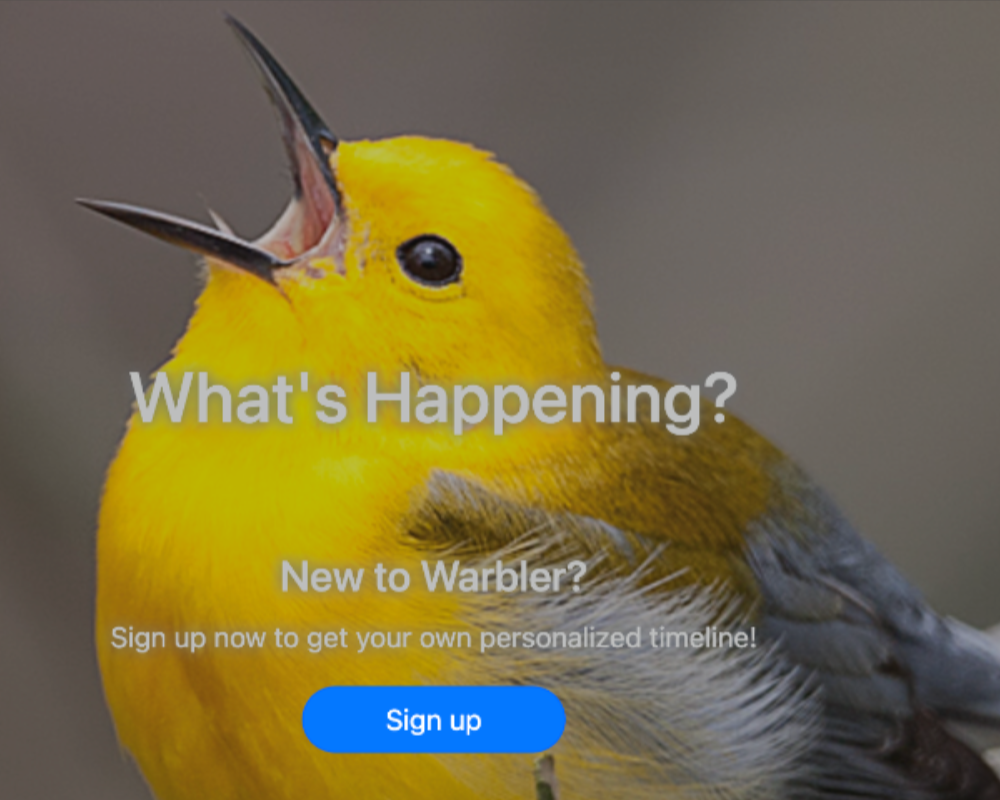 What's Happening?
New to Warbler?
Sign up now to get your own personalized timeline!
Sign up